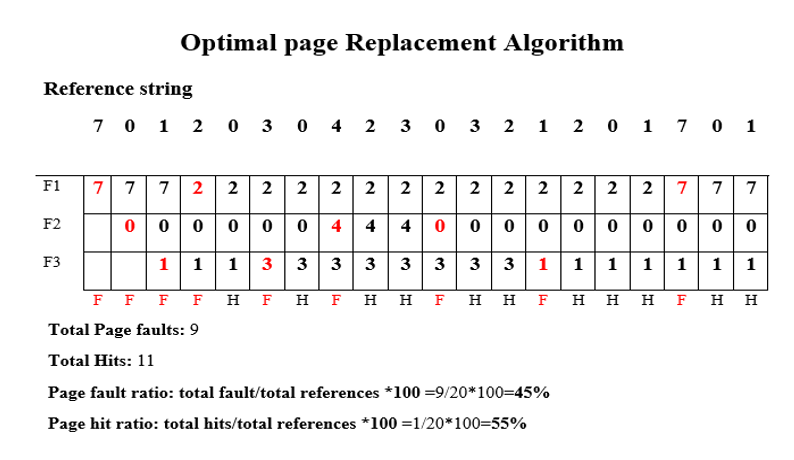 Optimal page Replacement Algorithm
Reference string
7 0 1 2 0 3 0 4 2 3 0 3 2 1 2 0 1 7 0 1
F1 7 7 7 2 2 2 2 2 2 2 2 2 2 2 2 2 2 7 7 7
F2 0 0 0 0 0 0 4 4 4 0 0 0 0 0 0 0 0 0 0
F3 1 1 1 3 3 3 3 3 3 3 3 1 1 1 1 1 1 1
F F F F H F H F H H F H H F H H H F H H
Total Page faults: 9
Total Hits: 11
Page fault ratio: total fault/total references *100 =9/20*100=45%
Page hit ratio: total hits/total references *100 =1/20*100=55%